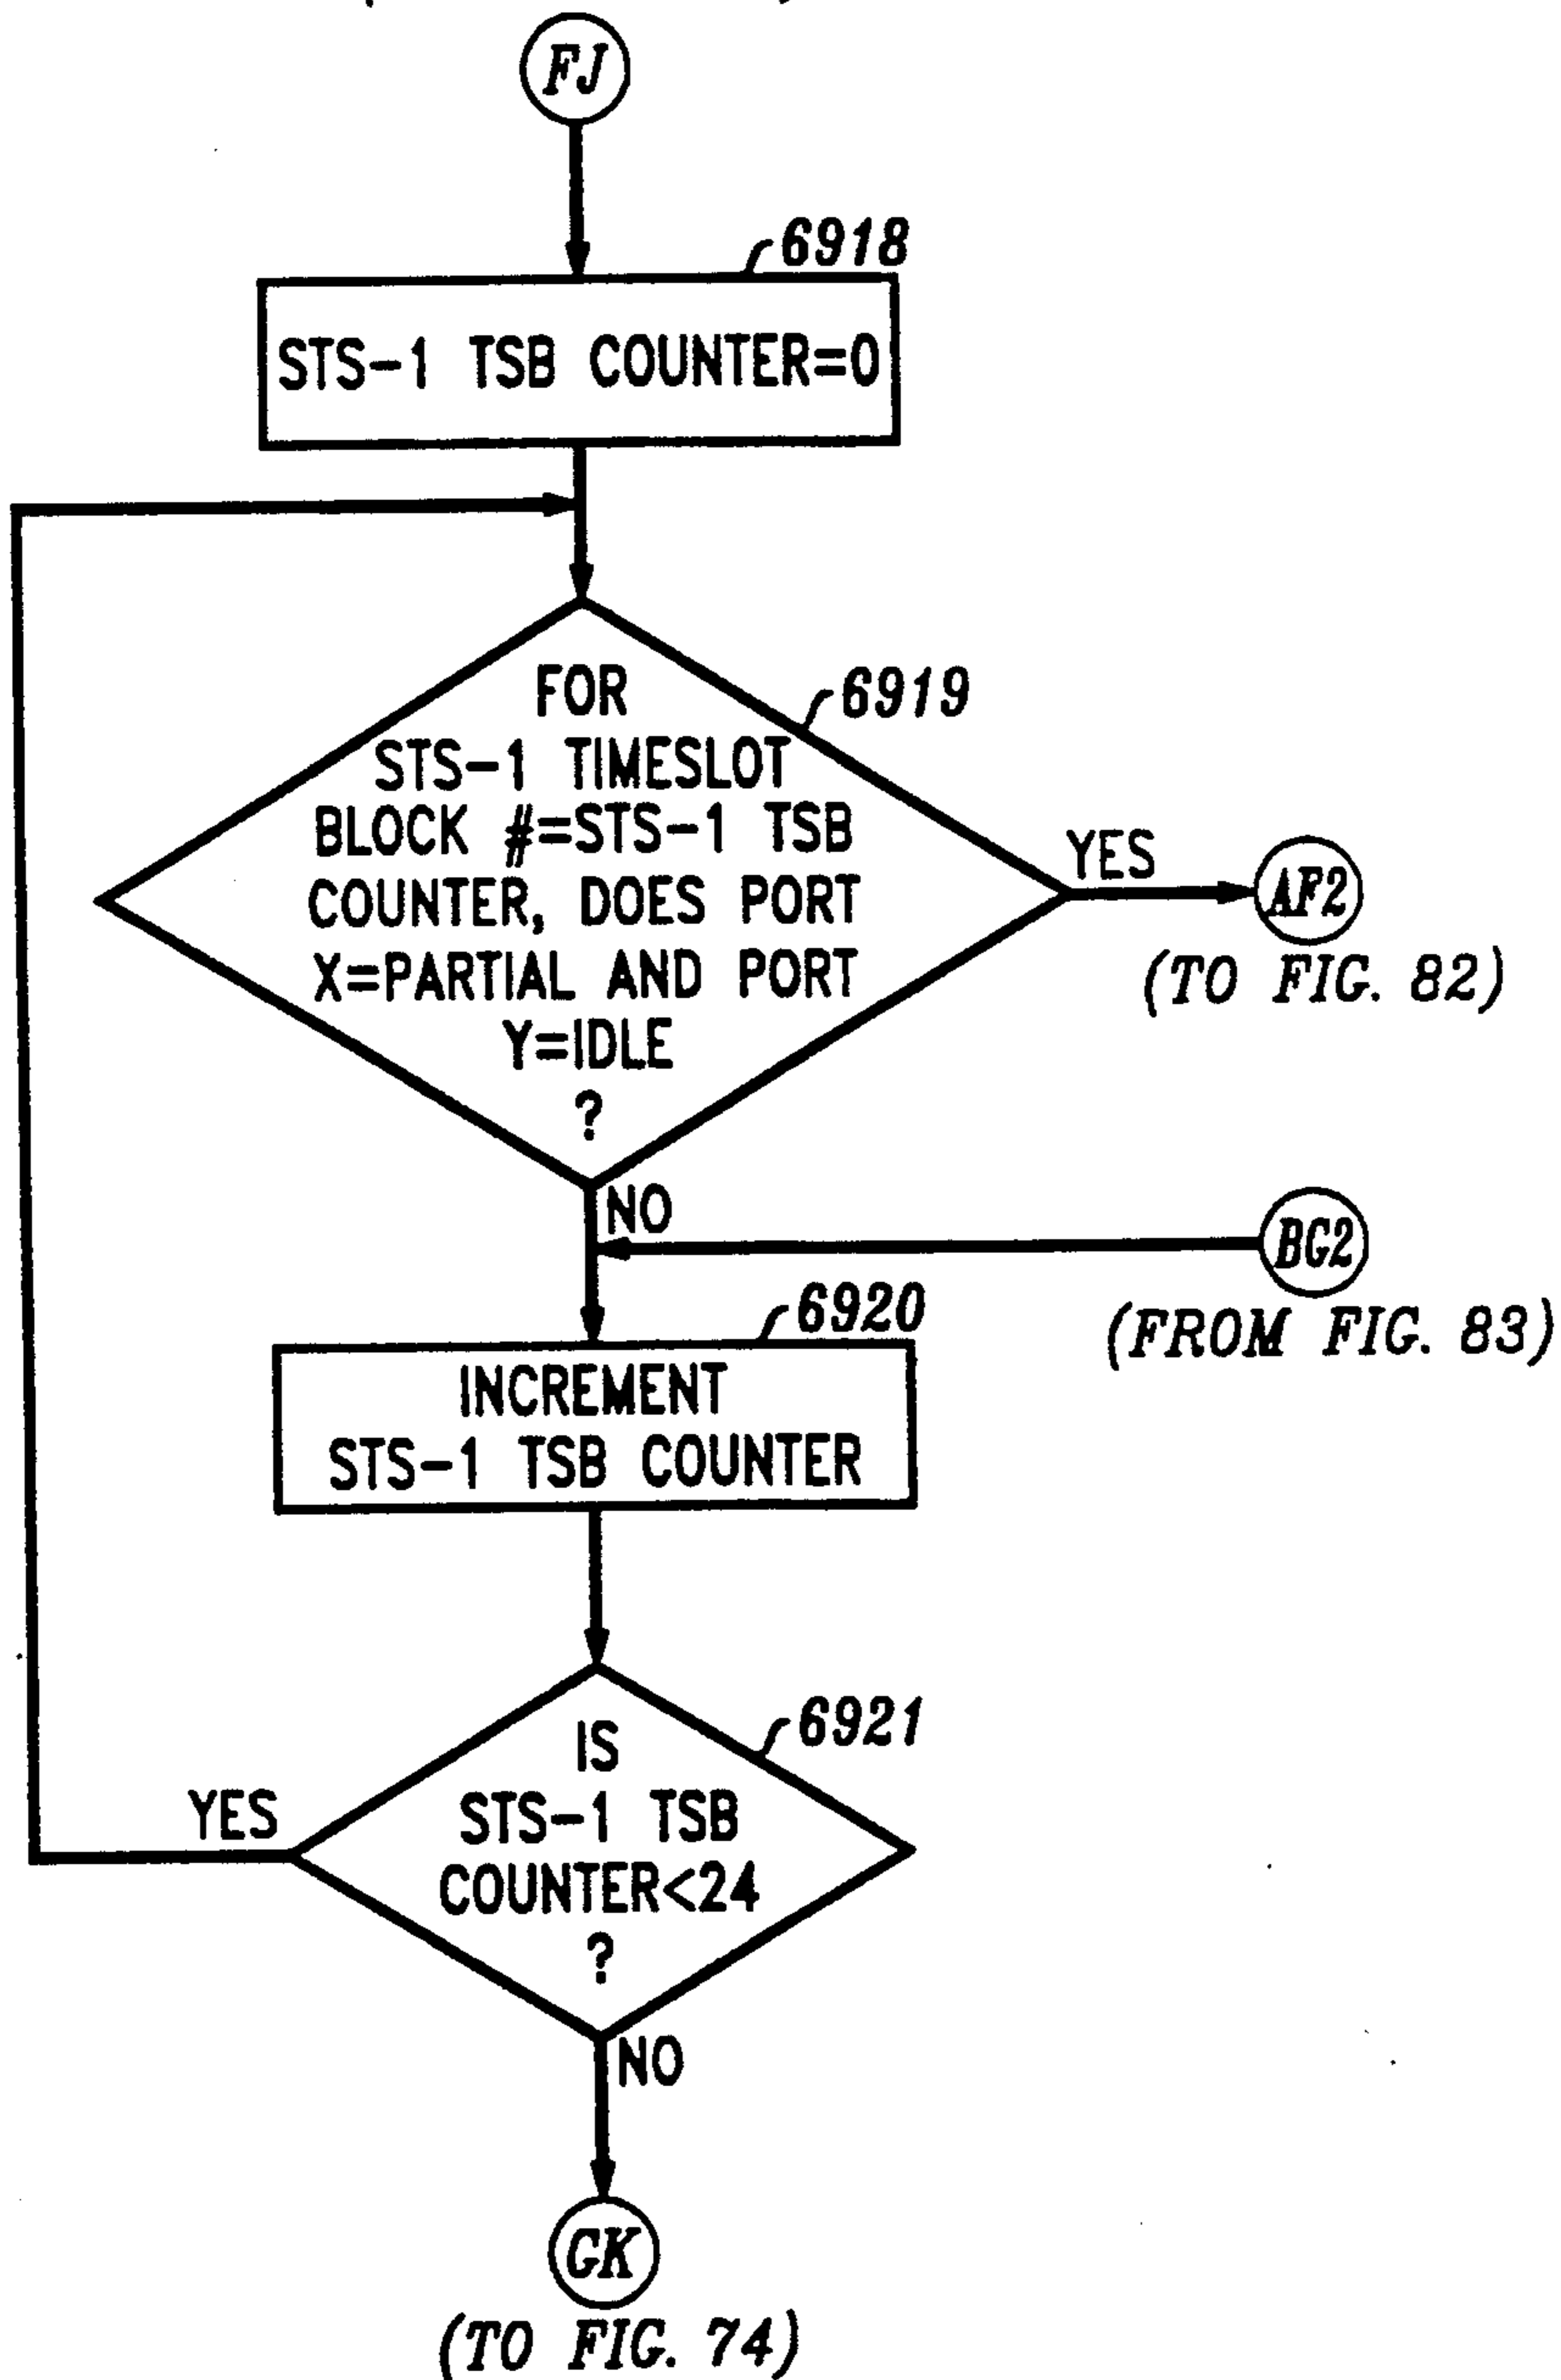 FJ
6918
STS-1 TSB COUNTER=0
6919
FOR
STS-1 TIMESLOT
BLOCK #=STS-1 TSB
COUNTER, DOES PORT
X=PARTIAL AND PORT
Y=IDLE
?
YES
AF2
(TO FIG. 82)
NO
BG2
(FROM FIG. 83)
6920
INCREMENT
STS-1 TSB COUNTER
6921
IS
STS-1 TSB
COUNTER<24
?
YES
NO
GK
(TO FIG. 74)